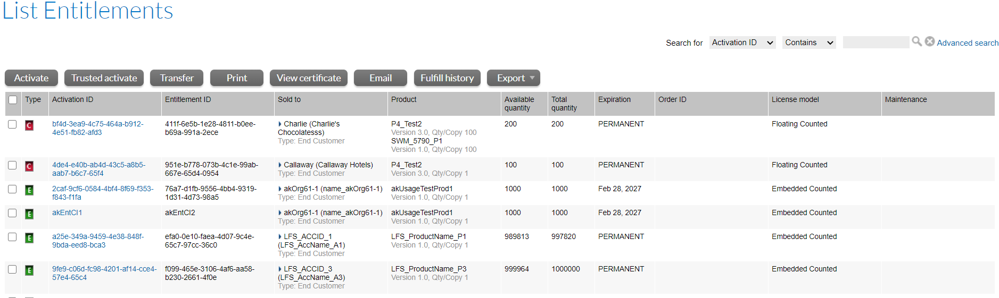 List Entitlements
Search for Activation ID Contains Advanced search
Activate Trusted activate Transfer Print View certificate Email Fulfill history Export
Type Activation ID Entitlement ID Sold to Product Available quantity Total quantity Expiration Order ID License model Maintenance
C bf4d-3ea9-4c75-464a-b912- 411f-6e5b-1e28-4811-b0ee- Charlie (Charlie's P4_Test2 200 200 PERMANENT Floating Counted
4e51-fb82-afd3 b69a-991a-2ece Chocolatesss) Version 3.0, Qty/Copy 100
Type: End Customer SWM_5790_P1
Version 1.0, Qty/Copy 100
C 4de4-e40b-ab4d-43c5-a8b5- 951e-b778-073b-4c1e-99ab- Callaway (Callaway Hotels) P4_Test2 100 100 PERMANENT Floating Counted
aab7-b6c7-65f4 667e-65d4-0954 Type: End Customer Version 3.0, Qty/Copy 1
E 2caf-9cf6-0584-4bf4-8f69-f353- 76a7-d1fb-9556-4bb4-9319- akOrg61-1 (name_akOrg61-1) akUsageTestProd1 1000 1000 Feb 28, 2027 Embedded Counted
f843-f1fa 1d31-4d73-98a5 Type: End Customer Version 1.0, Qty/Copy 1
E akEntCl1 akEntCl2 akOrg61-1 (name_akOrg61-1) akUsageTestProd1 1000 1000 Feb 28, 2027 Embedded Counted
Type: End Customer Version 1.0, Qty/Copy 1
E a25e-349a-9459-4e38-848f- efa0-0e10-faea-4d07-9c4e- LFS_ACCID_1 LFS_ProductName_P1 989813 997820 PERMANENT Embedded Counted
9bda-eed8-bca3 65c7-97cc-36c0 (LFS_AccName_A1) Version 1.0, Qty/Copy 1
Type: End Customer
E 9fe9-c06d-fc98-4201-af14-cce4- f099-465e-3106-4af6-aa58- LFS_ACCID_3 LFS_ProductName_P3 999964 1000000 PERMANENT Embedded Counted
57e4-65c4 b230-2661-4f0e (LFS_AccName_A3) Version 1.0, Qty/Copy 1
Type: End Customer